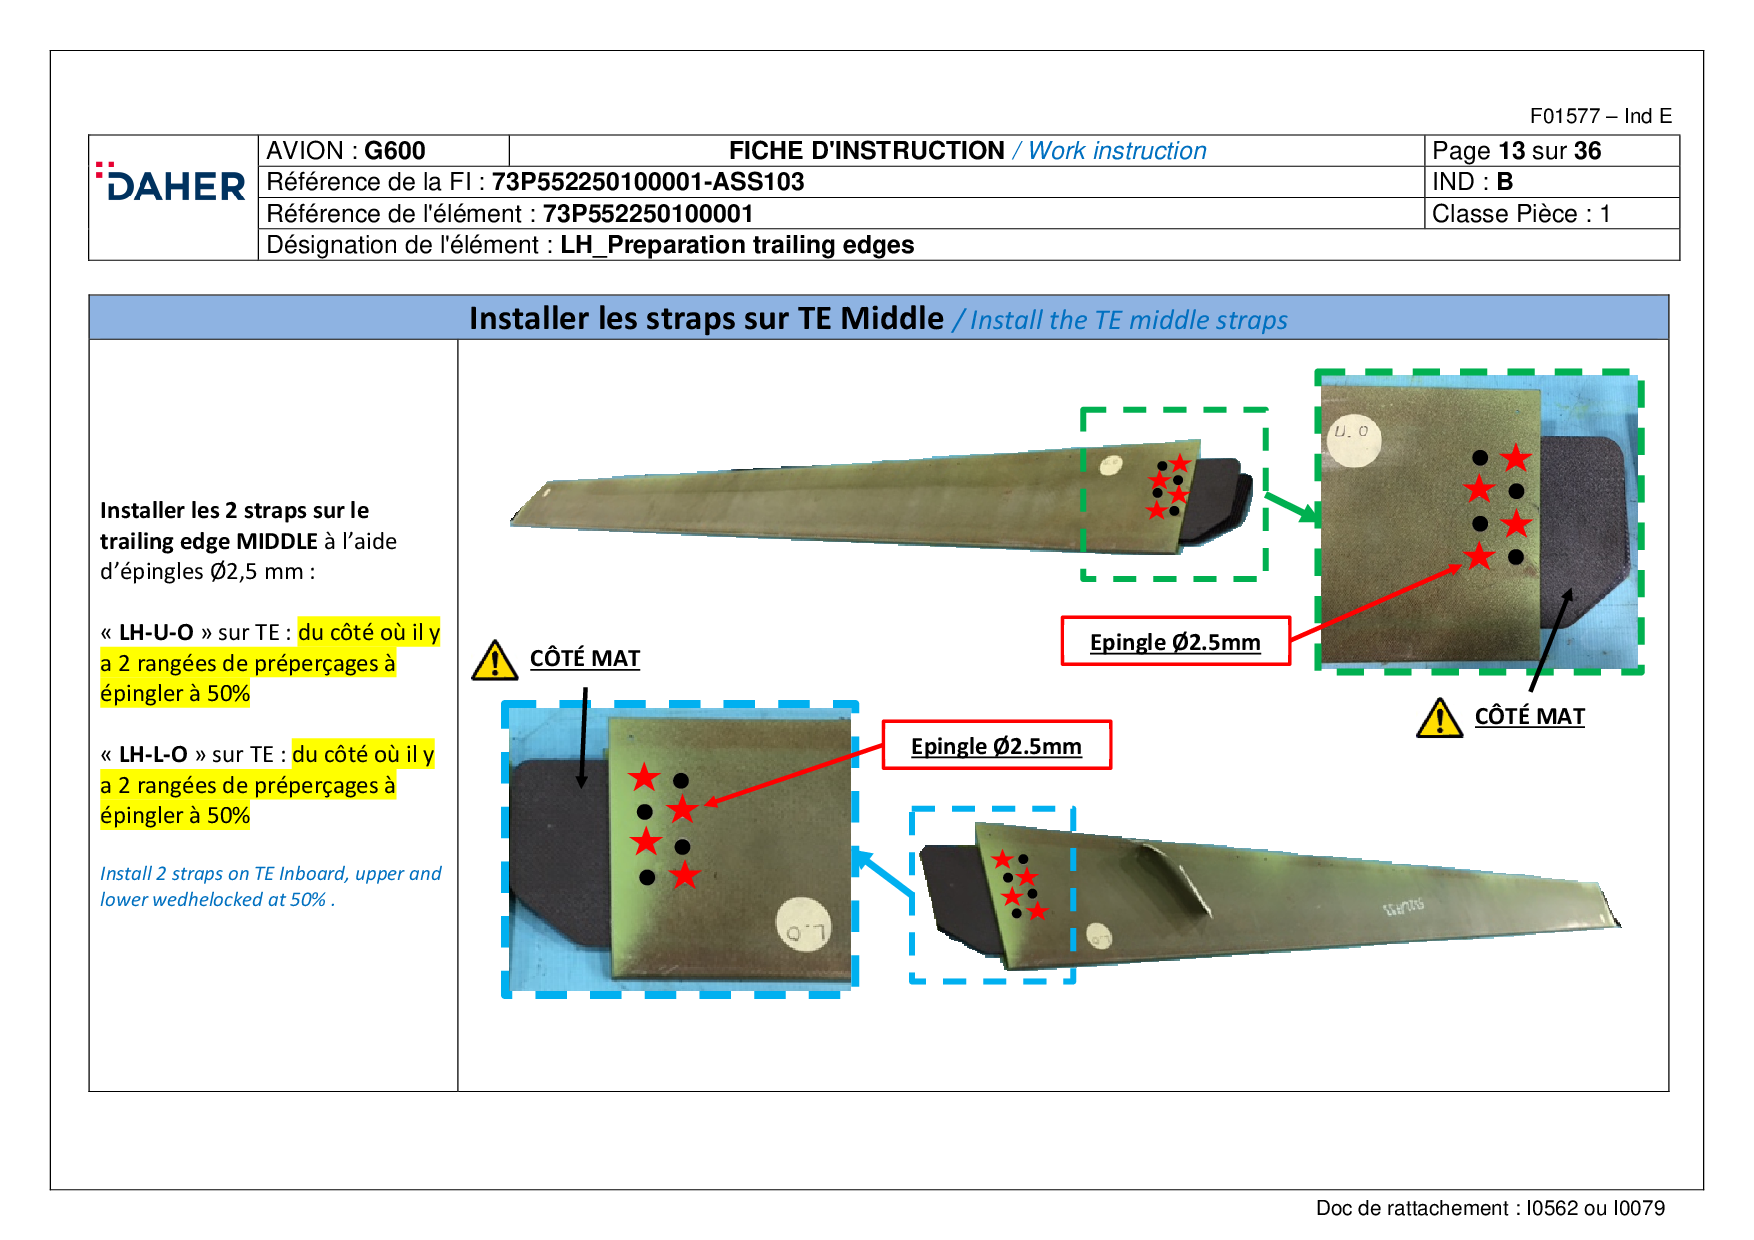 F01577 – Ind E
DAHER
AVION : G600
FICHE D'INSTRUCTION / Work instruction
Page 13 sur 36
Référence de la FI : 73P552250100001-ASS103
IND : B
Référence de l'élément : 73P552250100001
Classe Pièce : 1
Désignation de l'élément : LH_Preparation trailing edges
Installer les straps sur TE Middle / Install the TE middle straps
Installer les 2 straps sur le
trailing edge MIDDLE à l’aide
d’épingles Ø2,5 mm :
« LH-U-O » sur TE : du côté où il y
a 2 rangées de préperçages à
épingler à 50%
« LH-L-O » sur TE : du côté où il y
a 2 rangées de préperçages à
épingler à 50%
Install 2 straps on TE Inboard, upper and
lower wedhelocked at 50% .
U.O
Epingle Ø2.5mm
CÔTÉ MAT
CÔTÉ MAT
Epingle Ø2.5mm
L.O
Doc de rattachement : I0562 ou I0079